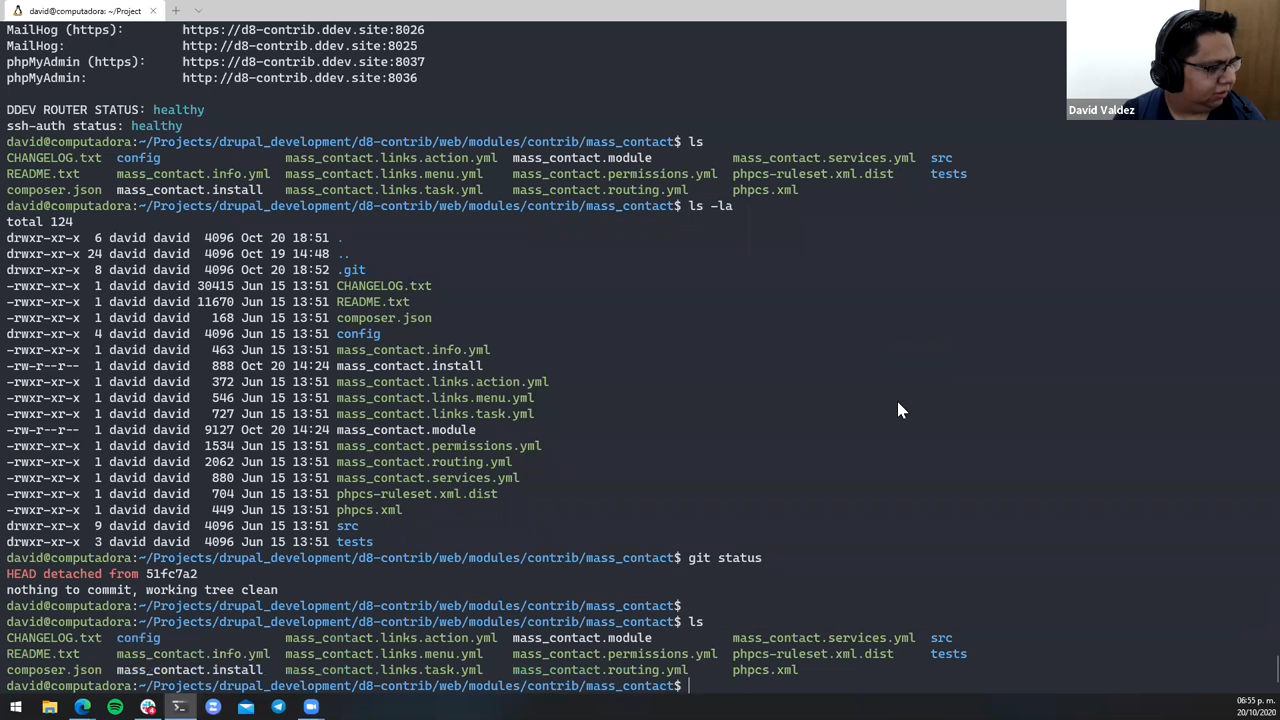 david@computadora: ~/Project
MailHog (https): https://d8-contrib.ddev.site:8026
MailHog: http://d8-contrib.ddev.site:8025
phpMyAdmin (https): https://d8-contrib.ddev.site:8037
phpMyAdmin: http://d8-contrib.ddev.site:8036
David Valdez
DDEV ROUTER STATUS: healthy
ssh-auth status: healthy
david@computadora:~/Projects/drupal_development/d8-contrib/web/modules/contrib/mass_contact$ ls
CHANGELOG.txt config mass_contact.links.action.yml mass_contact.module mass_contact.services.yml src
README.txt mass_contact.info.yml mass_contact.links.menu.yml mass_contact.permissions.yml phpcs-ruleset.xml.dist tests
composer.json mass_contact.install mass_contact.links.task.yml mass_contact.routing.yml phpcs.xml
david@computadora:~/Projects/drupal_development/d8-contrib/web/modules/contrib/mass_contact$ ls -la
total 124
drwxr-xr-x 6 david david 4096 Oct 20 18:51 .
drwxr-xr-x 24 david david 4096 Oct 19 14:48 ..
drwxr-xr-x 8 david david 4096 Oct 20 18:52 .git
-rwxr-xr-x 1 david david 30415 Jun 15 13:51 CHANGELOG.txt
-rwxr-xr-x 1 david david 11670 Jun 15 13:51 README.txt
-rwxr-xr-x 1 david david 168 Jun 15 13:51 composer.json
drwxr-xr-x 4 david david 4096 Jun 15 13:51 config
-rwxr-xr-x 1 david david 463 Jun 15 13:51 mass_contact.info.yml
-rw-r--r-- 1 david david 888 Oct 20 14:24 mass_contact.install
-rwxr-xr-x 1 david david 372 Jun 15 13:51 mass_contact.links.action.yml
-rwxr-xr-x 1 david david 546 Jun 15 13:51 mass_contact.links.menu.yml
-rwxr-xr-x 1 david david 727 Jun 15 13:51 mass_contact.links.task.yml
-rw-r--r-- 1 david david 9127 Oct 20 14:24 mass_contact.module
-rwxr-xr-x 1 david david 1534 Jun 15 13:51 mass_contact.permissions.yml
-rwxr-xr-x 1 david david 2062 Jun 15 13:51 mass_contact.routing.yml
-rwxr-xr-x 1 david david 880 Jun 15 13:51 mass_contact.services.yml
-rwxr-xr-x 1 david david 704 Jun 15 13:51 phpcs-ruleset.xml.dist
-rwxr-xr-x 1 david david 449 Jun 15 13:51 phpcs.xml
drwxr-xr-x 9 david david 4096 Jun 15 13:51 src
drwxr-xr-x 3 david david 4096 Jun 15 13:51 tests
david@computadora:~/Projects/drupal_development/d8-contrib/web/modules/contrib/mass_contact$ git status
HEAD detached from 51fc7a2
nothing to commit, working tree clean
david@computadora:~/Projects/drupal_development/d8-contrib/web/modules/contrib/mass_contact$
david@computadora:~/Projects/drupal_development/d8-contrib/web/modules/contrib/mass_contact$ ls
CHANGELOG.txt config mass_contact.links.action.yml mass_contact.module mass_contact.services.yml src
README.txt mass_contact.info.yml mass_contact.links.menu.yml mass_contact.permissions.yml phpcs-ruleset.xml.dist tests
composer.json mass_contact.install mass_contact.links.task.yml mass_contact.routing.yml phpcs.xml
david@computadora:~/Projects/drupal_development/d8-contrib/web/modules/contrib/mass_contact$
06:55 p. m.
20/10/2020